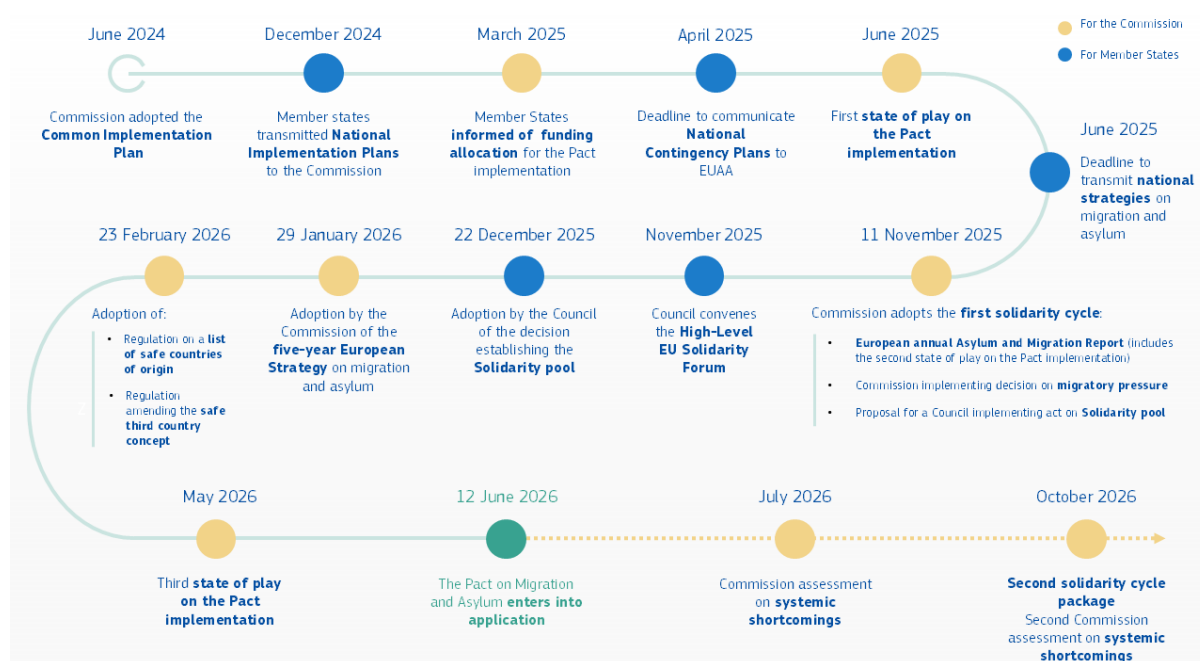 For the Commission
For Member States
June 2024
Commission adopted the
Common Implementation
Plan
December 2024
Member states
transmitted National
Implementation Plans
to the Commission
March 2025
Member States
informed of funding
allocation for the Pact
implementation
April 2025
Deadline to communicate
National
Contingency Plans to
EUAA
June 2025
First state of play on
the Pact
implementation
June 2025
Deadline to
transmit national
strategies on
migration and
asylum
11 November 2025
Commission adopts the first solidarity cycle:
• European annual Asylum and Migration Report (includes
the second state of play on the Pact implementation)
• Commission implementing decision on migratory pressure
• Proposal for a Council implementing act on Solidarity pool
November 2025
Council convenes
the High-Level
EU Solidarity
Forum
22 December 2025
Adoption by the Council
of the decision
establishing the
Solidarity pool
29 January 2026
Adoption by the
Commission of the
five-year European
Strategy on migration
and asylum
23 February 2026
Adoption of:
• Regulation on a list
of safe countries
of origin
• Regulation
amending the safe
third country
concept
May 2026
Third state of play
on the Pact
implementation
12 June 2026
The Pact on Migration
and Asylum enters into
application
July 2026
Commission assessment
on systemic
shortcomings
October 2026
Second solidarity cycle
package
Second Commission
assessment on systemic
shortcomings